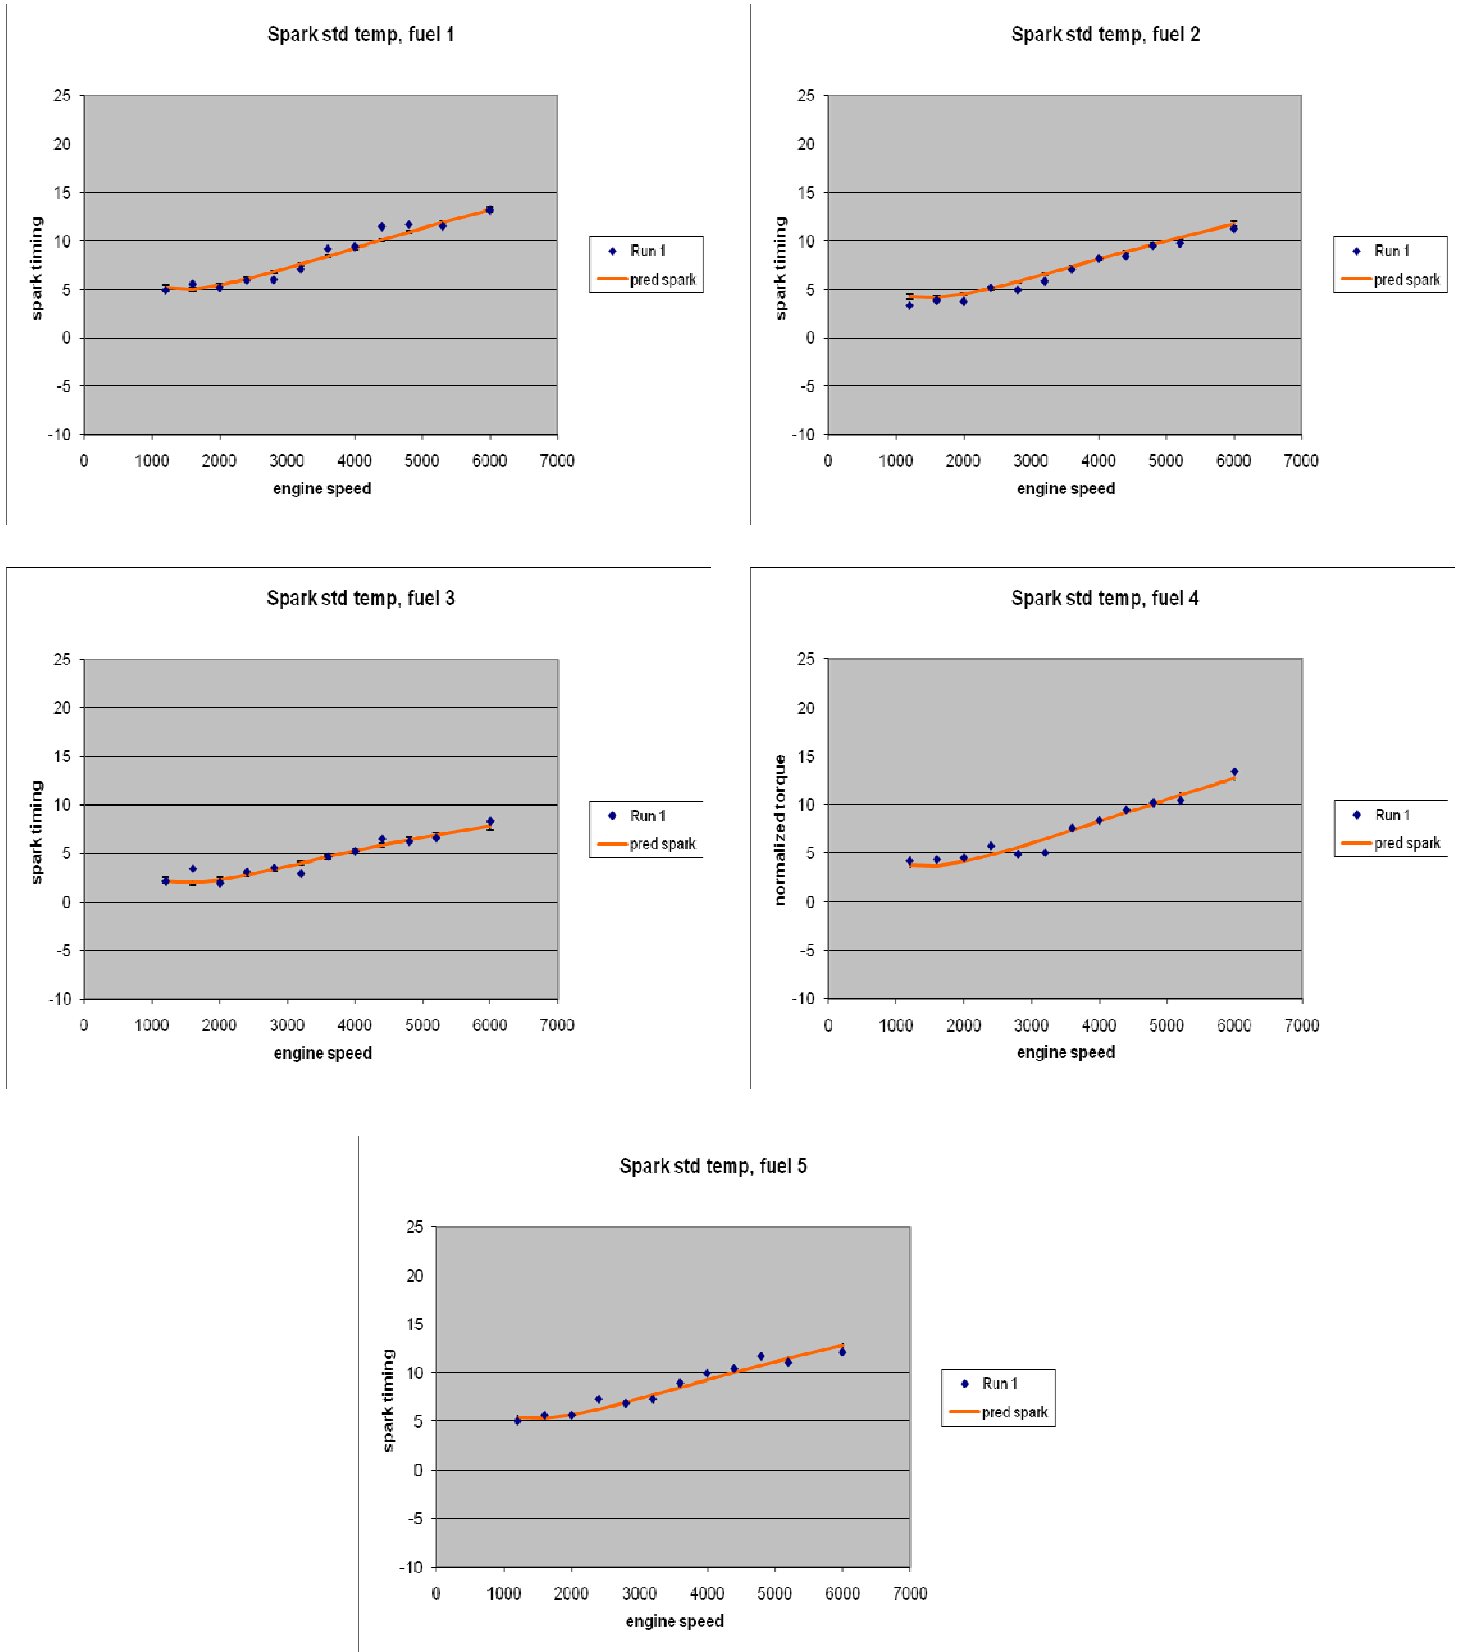 Spark std temp, fuel 1
25
20
15
10
5
0
-5
-10
0 1000 2000 3000 4000 5000 6000 7000
spark timing
engine speed
Run 1
pred spark
Spark std temp, fuel 2
25
20
15
10
5
0
-5
-10
0 1000 2000 3000 4000 5000 6000 7000
spark timing
engine speed
Run 1
pred spark
Spark std temp, fuel 3
25
20
15
10
5
0
-5
-10
0 1000 2000 3000 4000 5000 6000 7000
spark timing
engine speed
Run 1
pred spark
Spark std temp, fuel 4
25
20
15
10
5
0
-5
-10
0 1000 2000 3000 4000 5000 6000 7000
normalized torque
engine speed
Run 1
pred spark
Spark std temp, fuel 5
25
20
15
10
5
0
-5
-10
0 1000 2000 3000 4000 5000 6000 7000
spark timing
engine speed
Run 1
pred spark